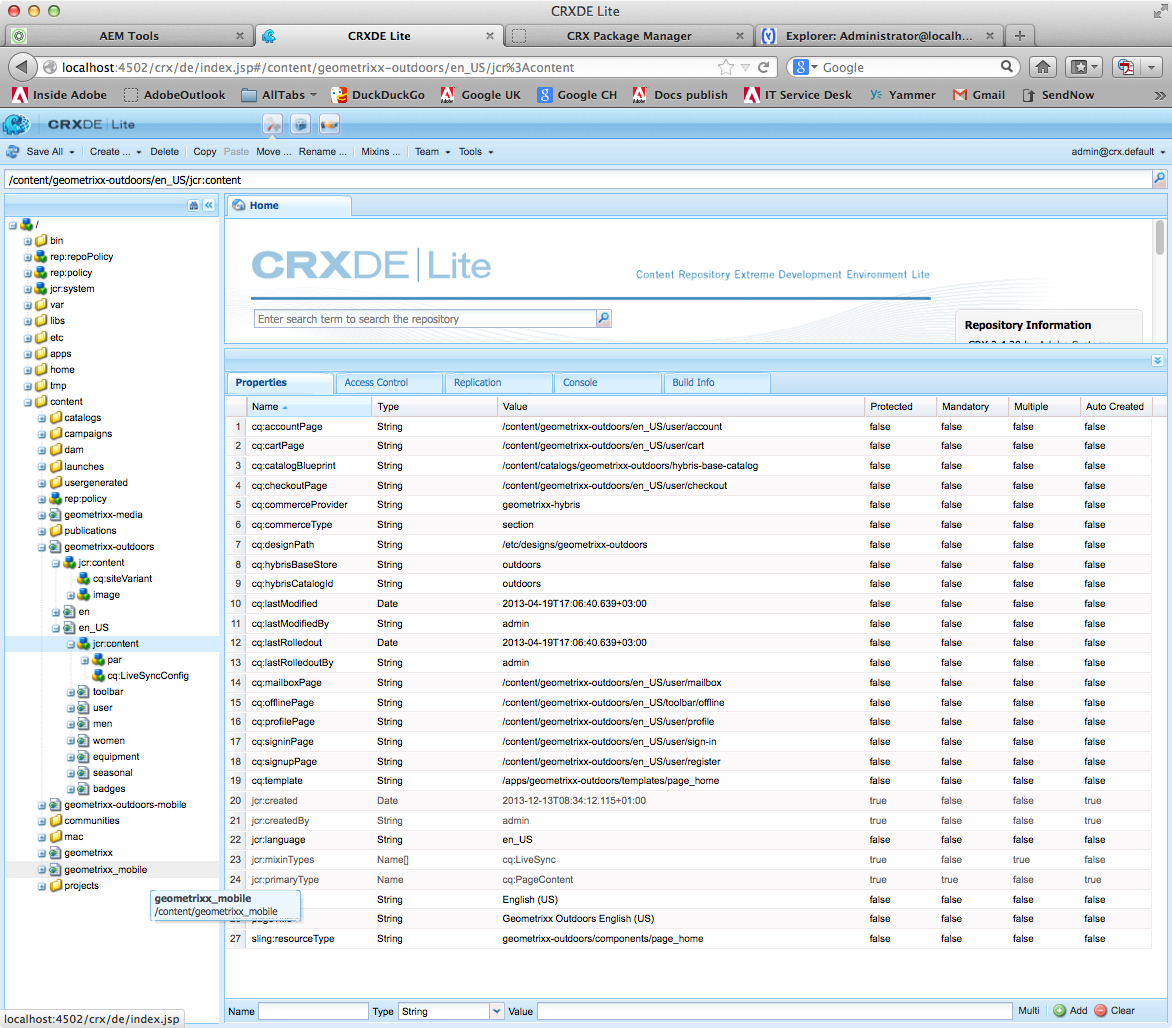 CRXDE Lite
AEM Tools
CRXDE Lite
CRX Package Manager
Explorer: Administrator@localh...
localhost:4502/crx/de/index.jsp#/content/geometrixx-outdoors/en_US/jcr%3Acontent
Google
Inside Adobe AdobeOutlook AllTabs DuckDuckGo Google UK Google CH Docs publish IT Service Desk Yammer Gmail SendNow
CRXDE | Lite
Save All Create ... Delete Copy Paste Move ... Rename ... Mixins ... Team Tools admin@crx.default
/content/geometrixx-outdoors/en_US/jcr:content
/
bin
rep:repoPolicy
rep:policy
jcr:system
var
libs
etc
apps
home
tmp
content
catalogs
campaigns
dam
launches
usergenerated
rep:policy
geometrixx-media
publications
geometrixx-outdoors
jcr:content
cq:siteVariant
image
en
en_US
jcr:content
par
cq:LiveSyncConfig
toolbar
user
men
women
equipment
seasonal
badges
geometrixx-outdoors-mobile
communities
mac
geometrixx
geometrixx_mobile
projects
geometrixx_mobile
/content/geometrixx_mobile
localhost:4502/crx/de/index.jsp
Home
CRXDE | Lite
Content Repository Extreme Development Environment Lite
Enter search term to search the repository
Repository Information
Properties Access Control Replication Console Build Info
Name Type Value Protected Mandatory Multiple Auto Created
1 cq:accountPage String /content/geometrixx-outdoors/en_US/user/account false false false false
2 cq:cartPage String /content/geometrixx-outdoors/en_US/user/cart false false false false
3 cq:catalogBlueprint String /content/catalogs/geometrixx-outdoors/hybris-base-catalog false false false false
4 cq:checkoutPage String /content/geometrixx-outdoors/en_US/user/checkout false false false false
5 cq:commerceProvider String geometrixx-hybris false false false false
6 cq:commerceType String section false false false false
7 cq:designPath String /etc/designs/geometrixx-outdoors false false false false
8 cq:hybrisBaseStore String outdoors false false false false
9 cq:hybrisCatalogId String outdoors false false false false
10 cq:lastModified Date 2013-04-19T17:06:40.639+03:00 false false false false
11 cq:lastModifiedBy String admin false false false false
12 cq:lastRolledout Date 2013-04-19T17:06:40.639+03:00 false false false false
13 cq:lastRolledoutBy String admin false false false false
14 cq:mailboxPage String /content/geometrixx-outdoors/en_US/user/mailbox false false false false
15 cq:offlinePage String /content/geometrixx-outdoors/en_US/toolbar/offline false false false false
16 cq:profilePage String /content/geometrixx-outdoors/en_US/user/profile false false false false
17 cq:signinPage String /content/geometrixx-outdoors/en_US/user/sign-in false false false false
18 cq:signupPage String /content/geometrixx-outdoors/en_US/user/register false false false false
19 cq:template String /apps/geometrixx-outdoors/templates/page_home false false false false
20 jcr:created Date 2013-12-13T08:34:12.115+01:00 true false false true
21 jcr:createdBy String admin true false false true
22 jcr:language String en_US false false false false
23 jcr:mixinTypes Name[] cq:LiveSync true false true false
24 jcr:primaryType Name cq:PageContent true true false true
String English (US) false false false false
String Geometrixx Outdoors English (US) false false false false
27 sling:resourceType String geometrixx-outdoors/components/page_home false false false false
Name Type String Value Multi Add Clear